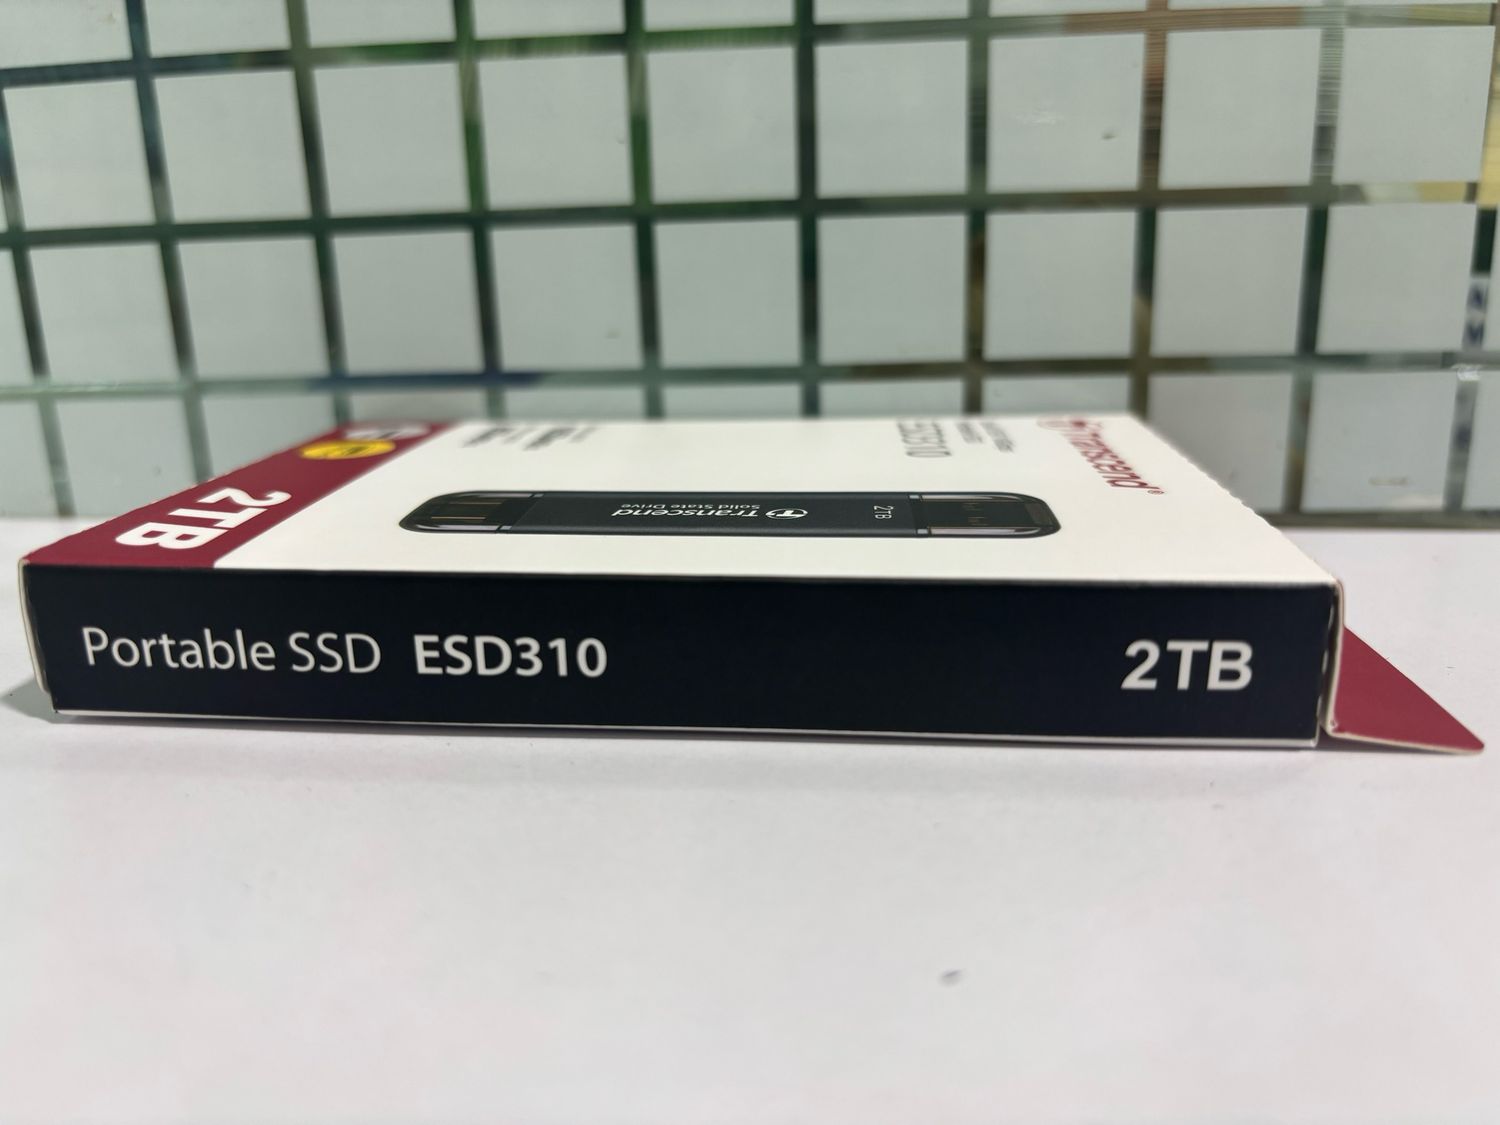 Transcend®
ESD310
2TB
Transcend
Solid State Drive
2TB
Portable SSD ESD310
2TB